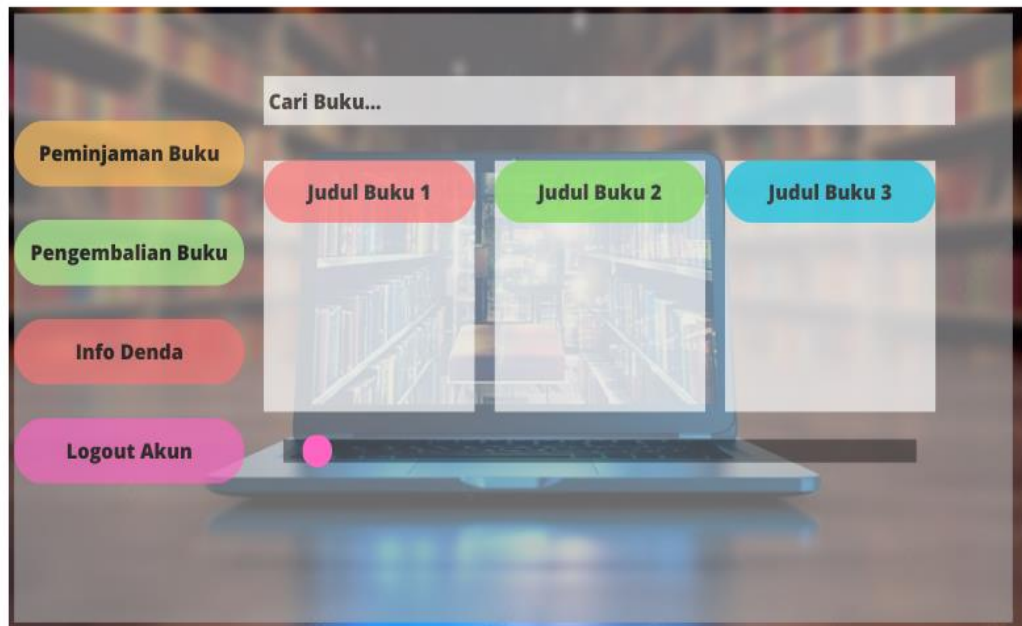 Cari Buku...
Peminjaman Buku
Pengembalian Buku
Info Denda
Logout Akun
Judul Buku 1
Judul Buku 2
Judul Buku 3